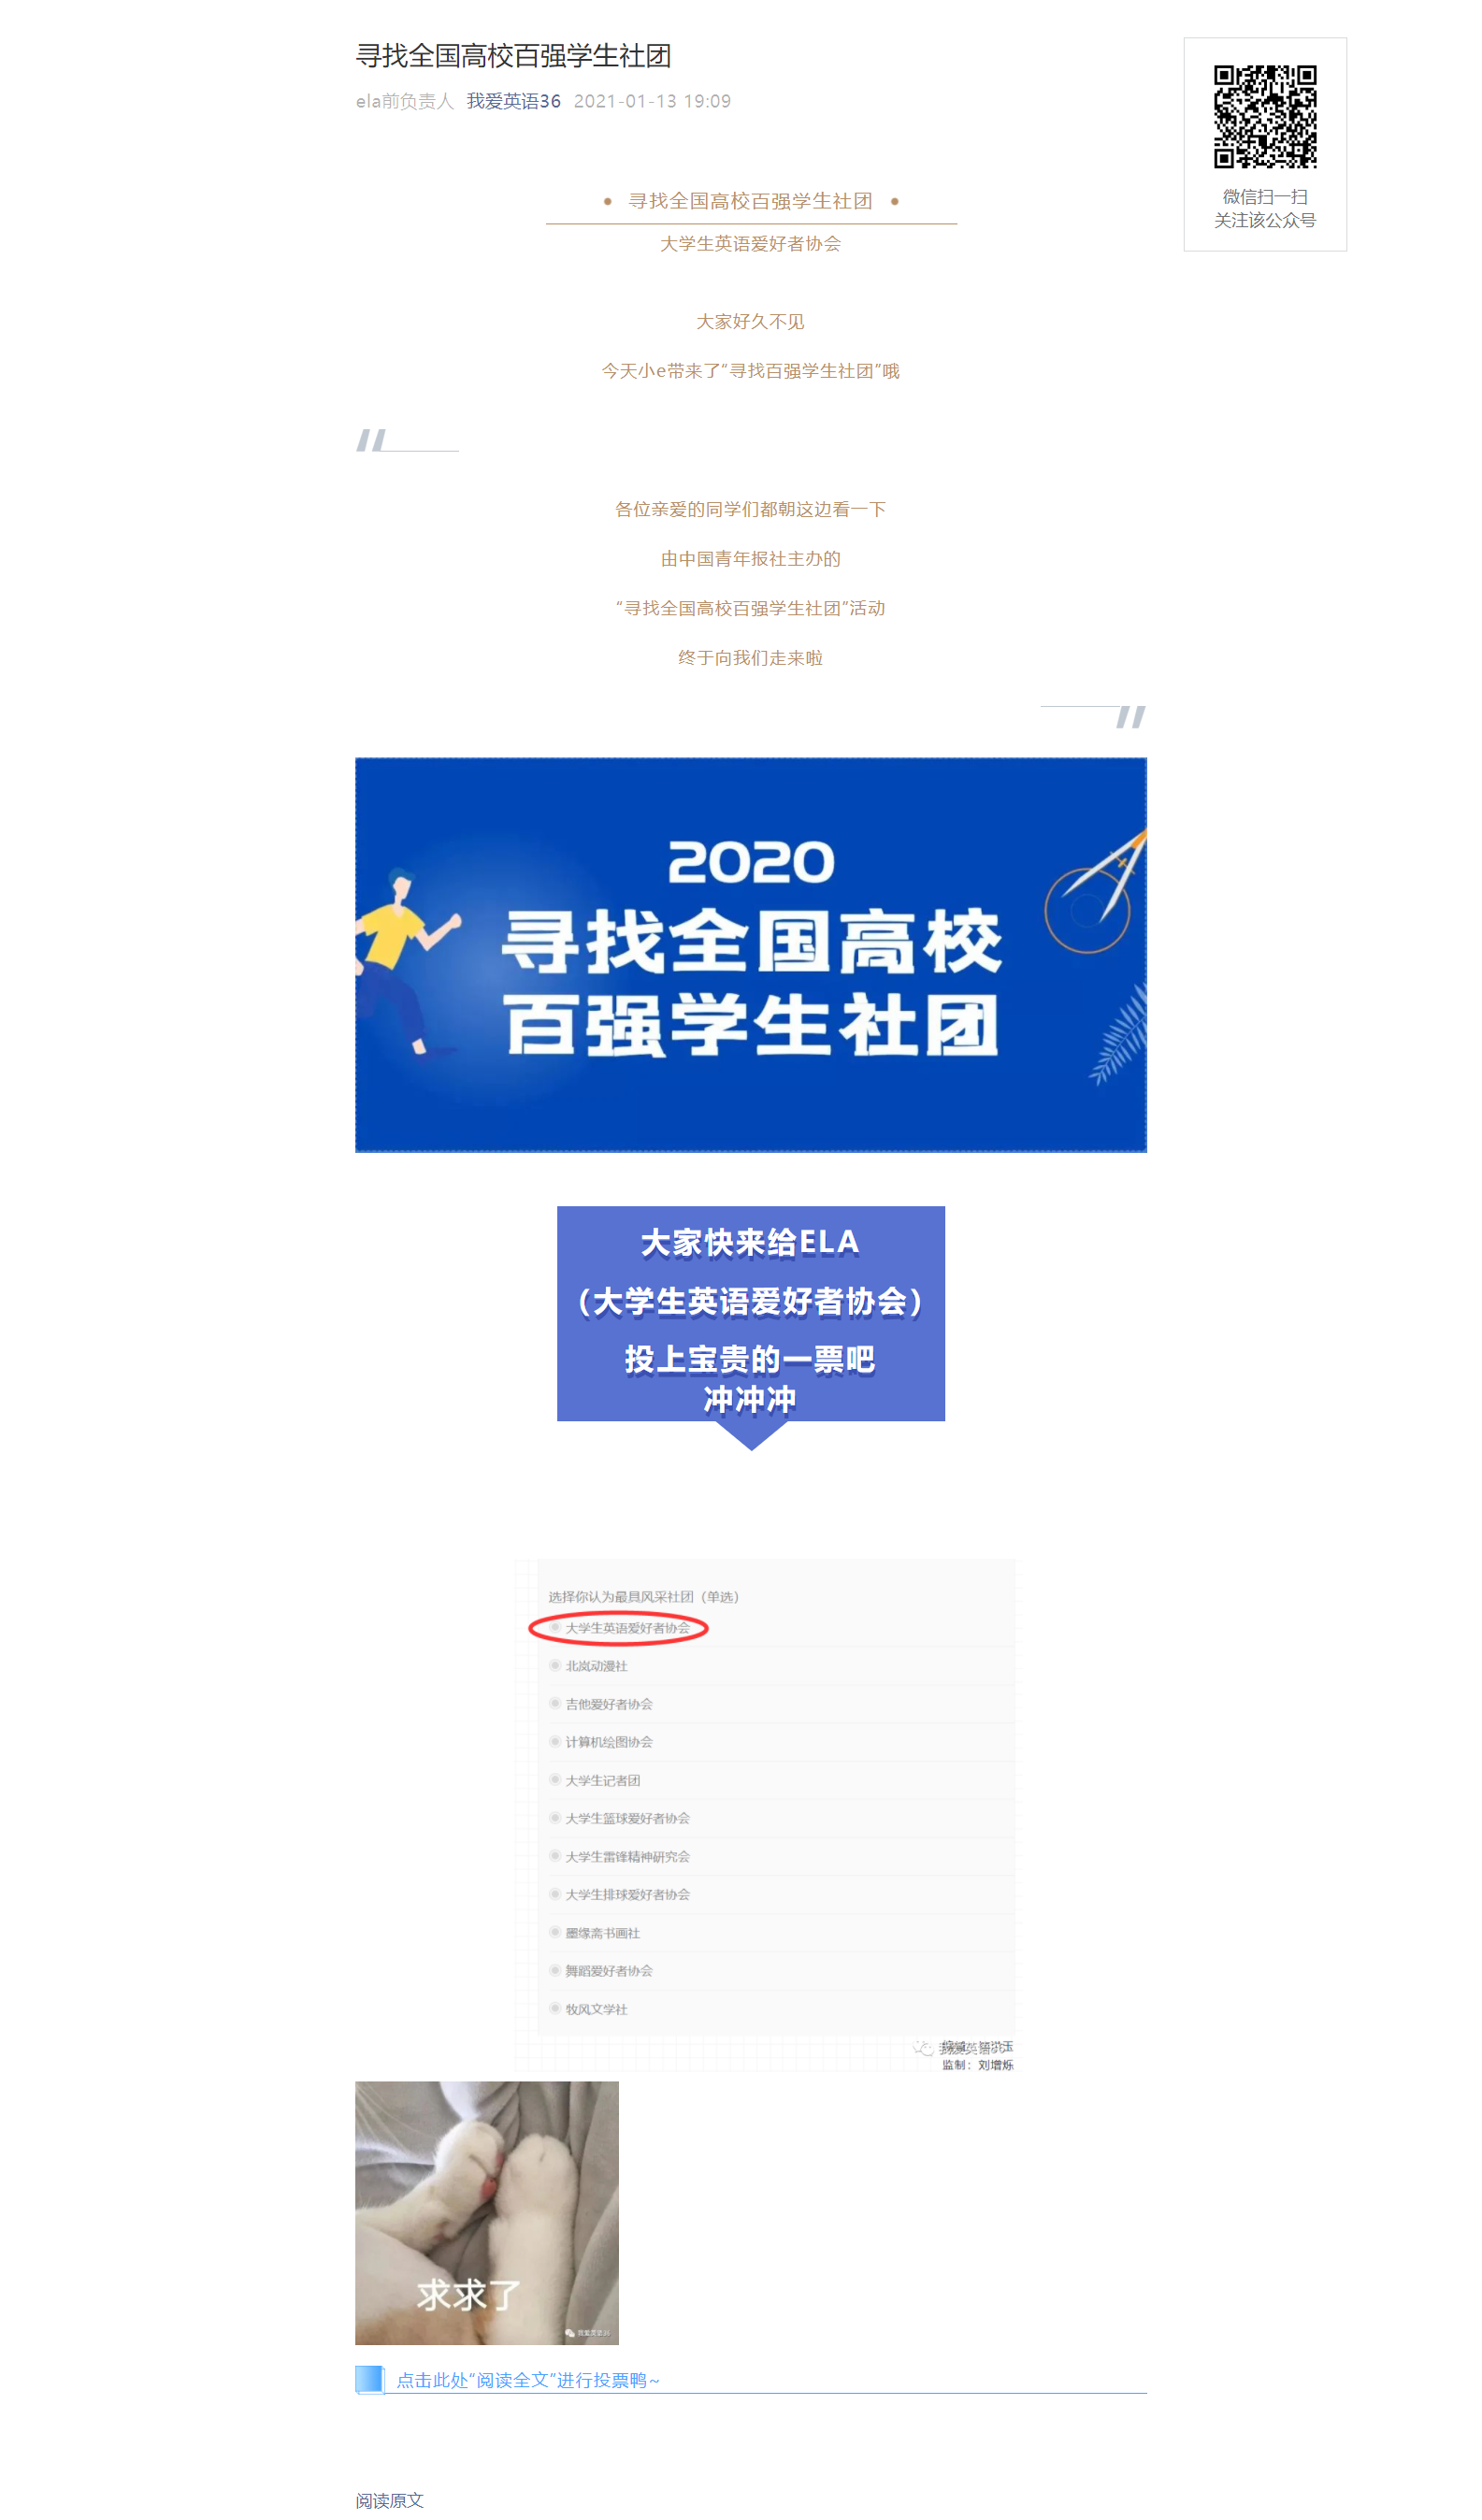 寻找全国高校百强学生社团
ela前负责人 我爱英语36 2021-01-13 19:09
微信扫一扫
关注该公众号
寻找全国高校百强学生社团
大学生英语爱好者协会
大家好久不见
今天小e带来了“寻找百强学生社团”哦
各位亲爱的同学们都朝这边看一下
由中国青年报社主办的
“寻找全国高校百强学生社团”活动
终于向我们走来啦
2020
寻找全国高校
百强学生社团
大家快来给ELA
（大学生英语爱好者协会）
投上宝贵的一票吧
冲冲冲
选择你认为最具风采社团（单选）
大学生英语爱好者协会
北岚动漫社
吉他爱好者协会
计算机绘图协会
大学生记者团
大学生篮球爱好者协会
大学生雷锋精神研究会
大学生排球爱好者协会
墨缘斋书画社
舞蹈爱好者协会
牧风文学社
我爱英语36
监制：刘增烁
求求了
我爱英语36
点击此处“阅读全文”进行投票鸭~
阅读原文